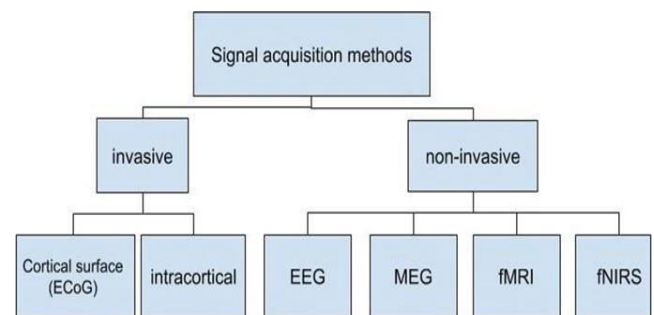 Signal acquisition methods
invasive
non-invasive
Cortical surface
(ECoG)
intracortical
EEG
MEG
fMRI
fNIRS